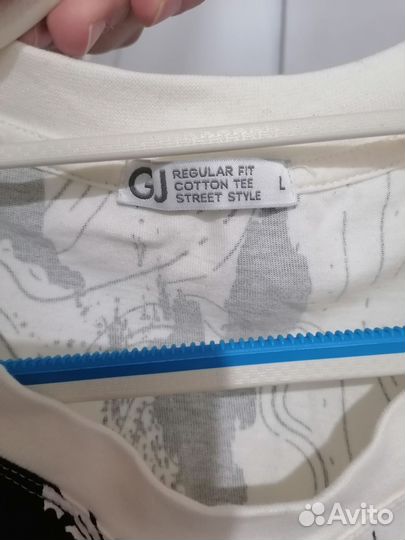 GJ
REGULAR FIT
COTTON TEE
STREET STYLE
L
Avito